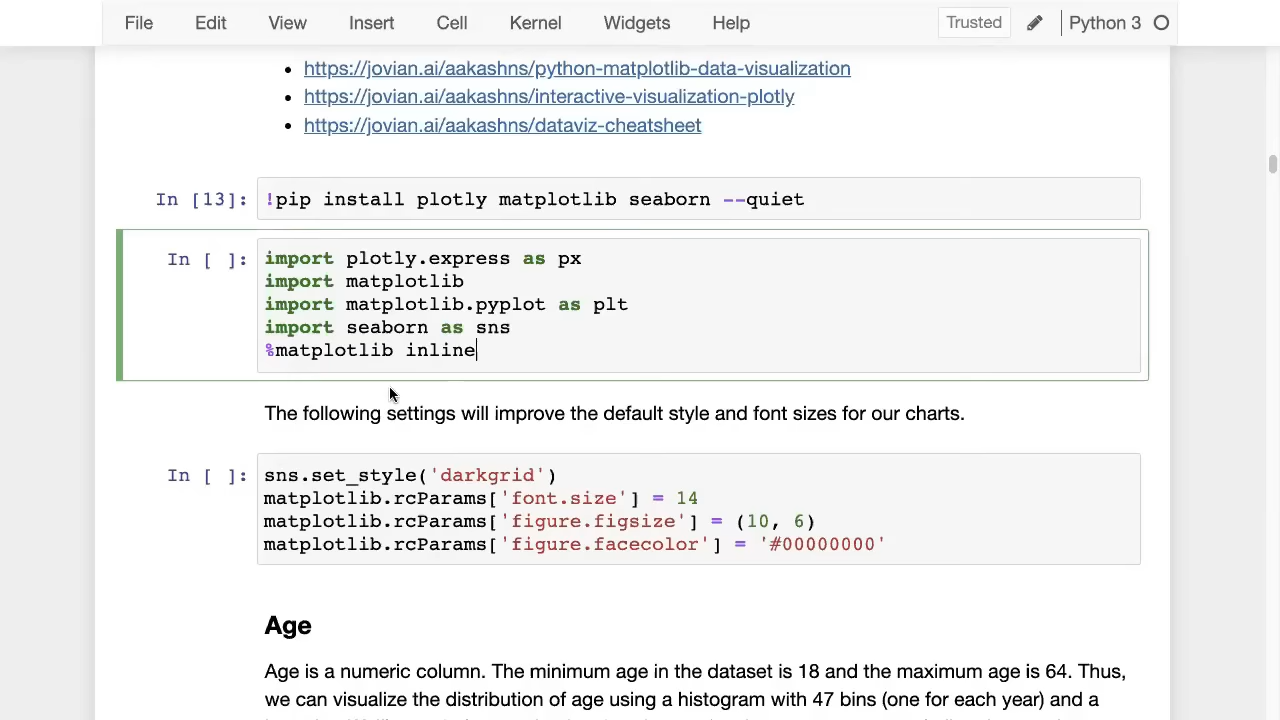 File Edit View Insert Cell Kernel Widgets Help Trusted Python 3
https://jovian.ai/aakashns/python-matplotlib-data-visualization
https://jovian.ai/aakashns/interactive-visualization-plotly
https://jovian.ai/aakashns/dataviz-cheatsheet
In [13]: !pip install plotly matplotlib seaborn --quiet
In [ ]: import plotly.express as px
import matplotlib
import matplotlib.pyplot as plt
import seaborn as sns
%matplotlib inline
The following settings will improve the default style and font sizes for our charts.
In [ ]: sns.set_style('darkgrid')
matplotlib.rcParams['font.size'] = 14
matplotlib.rcParams['figure.figsize'] = (10, 6)
matplotlib.rcParams['figure.facecolor'] = '#00000000'
Age
Age is a numeric column. The minimum age in the dataset is 18 and the maximum age is 64. Thus,
we can visualize the distribution of age using a histogram with 47 bins (one for each year) and a